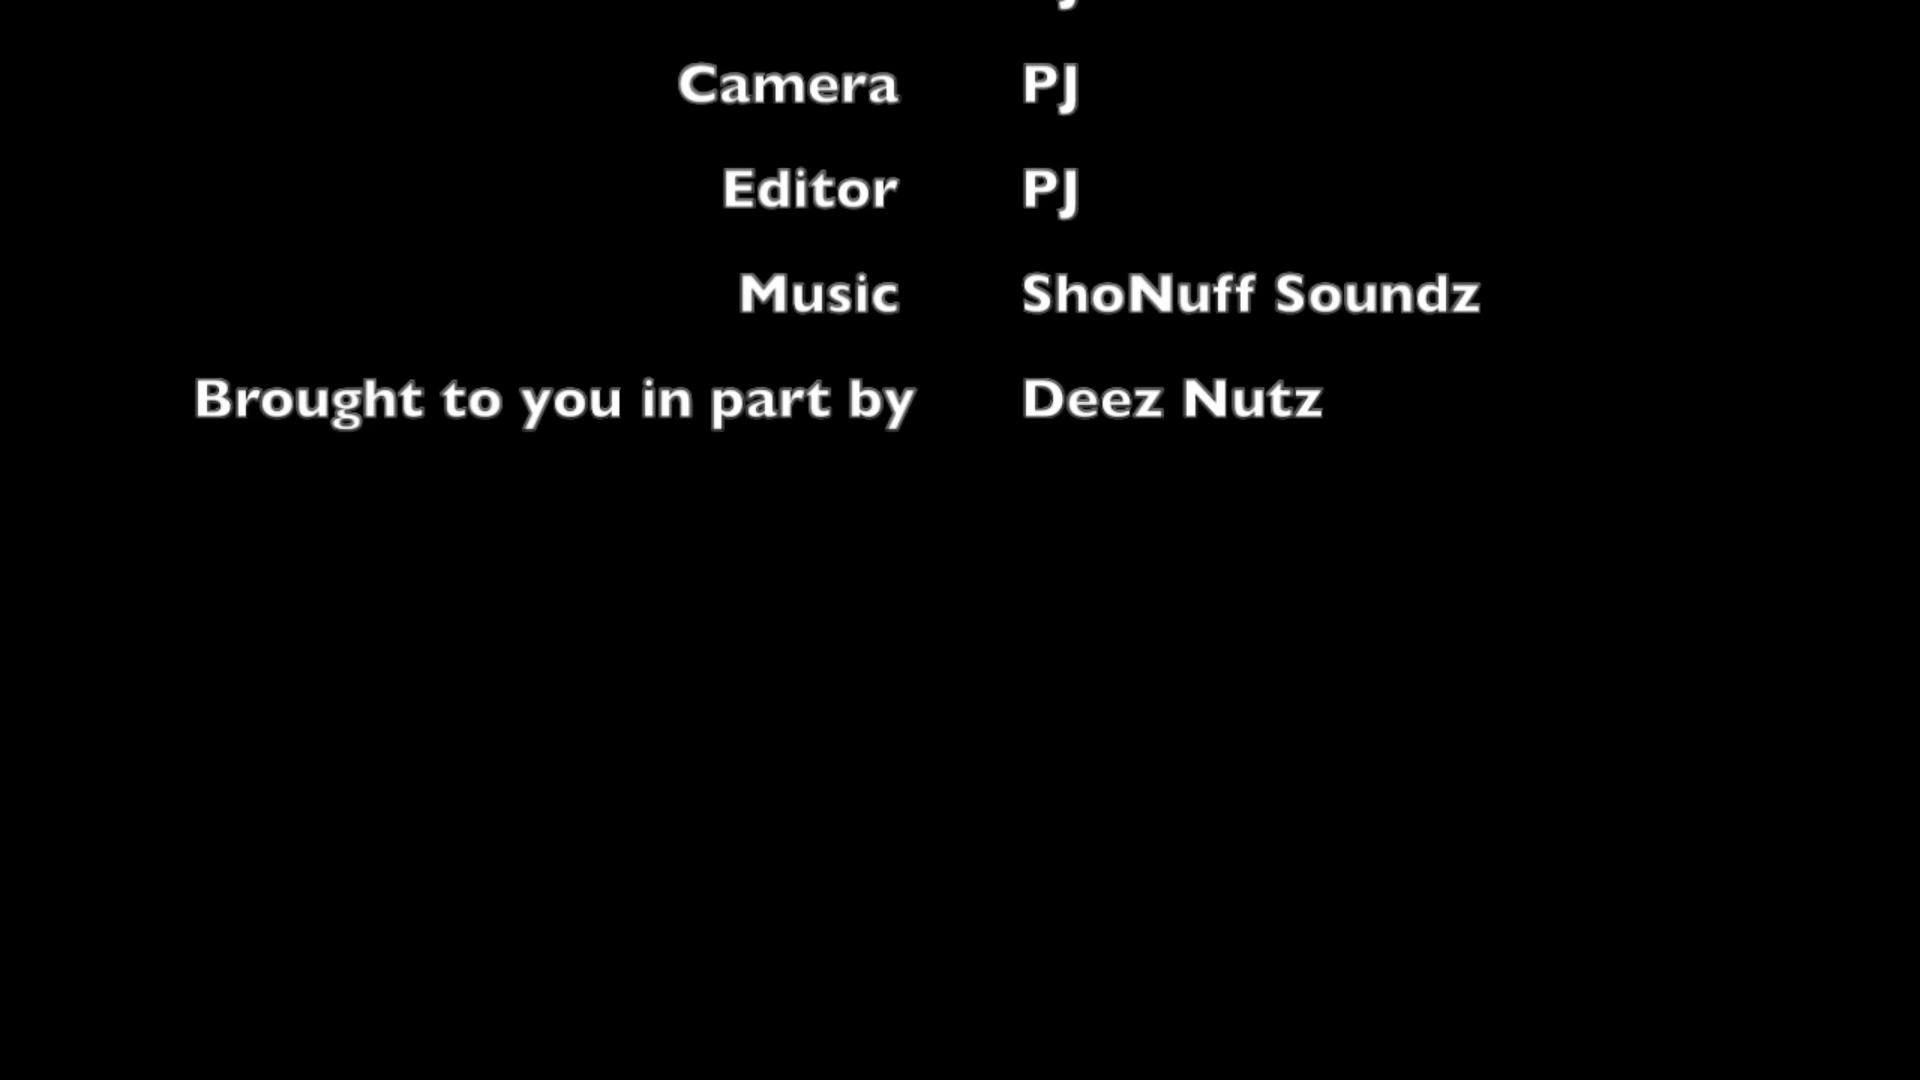 Camera PJ
Editor PJ
Music ShoNuff Soundz
Brought to you in part by Deez Nutz